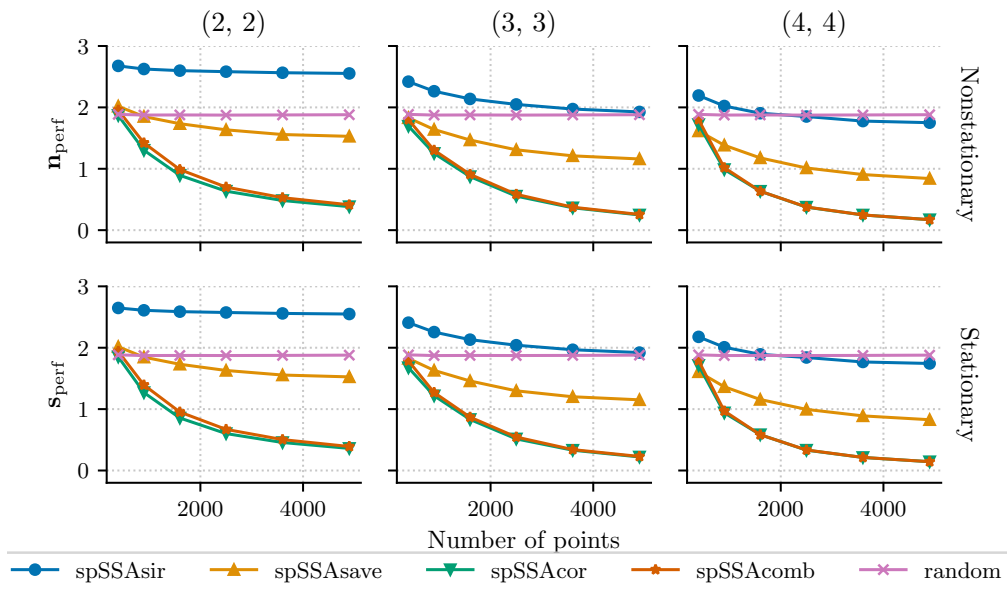 (2, 2) (3, 3) (4, 4)
3
2
1
0
n_perf
Nonstationary
3
2
1
0
s_perf
Stationary
2000 4000 2000 4000 2000 4000
Number of points
spSSAsir spSSAsave spSSAcor spSSAcomb random